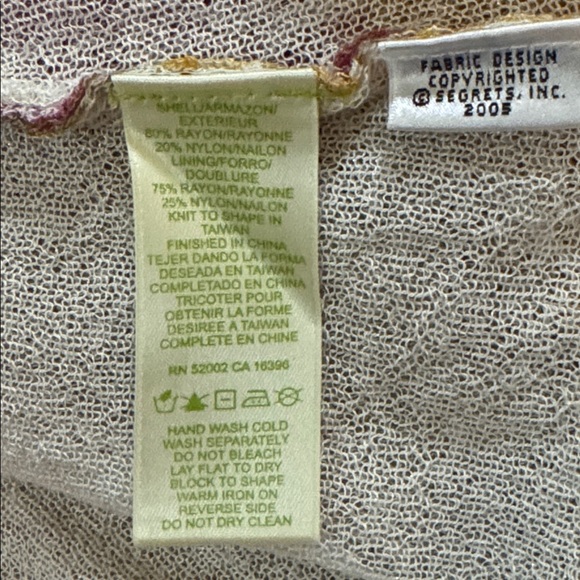 SHELL/ARMAZON/
EXTERIEUR
80% RAYON/RAYONNE
20% NYLON/NAILON
LINING/FORRO/
DOUBLURE
75% RAYON/RAYONNE
25% NYLON/NAILON
KNIT TO SHAPE IN
TAIWAN
FINISHED IN CHINA
TEJER DANDO LA FORMA
DESEADA EN TAIWAN
COMPLETADO EN CHINA
TRICOTER POUR
OBTENIR LA FORME
DESIREE A TAIWAN
COMPLETE EN CHINE
RN 52002 CA 16396
HAND WASH COLD
WASH SEPARATELY
DO NOT BLEACH
LAY FLAT TO DRY
BLOCK TO SHAPE
WARM IRON ON
REVERSE SIDE
DO NOT DRY CLEAN
FABRIC DESIGN
COPYRIGHTED
© SEGRETS, INC.
2005